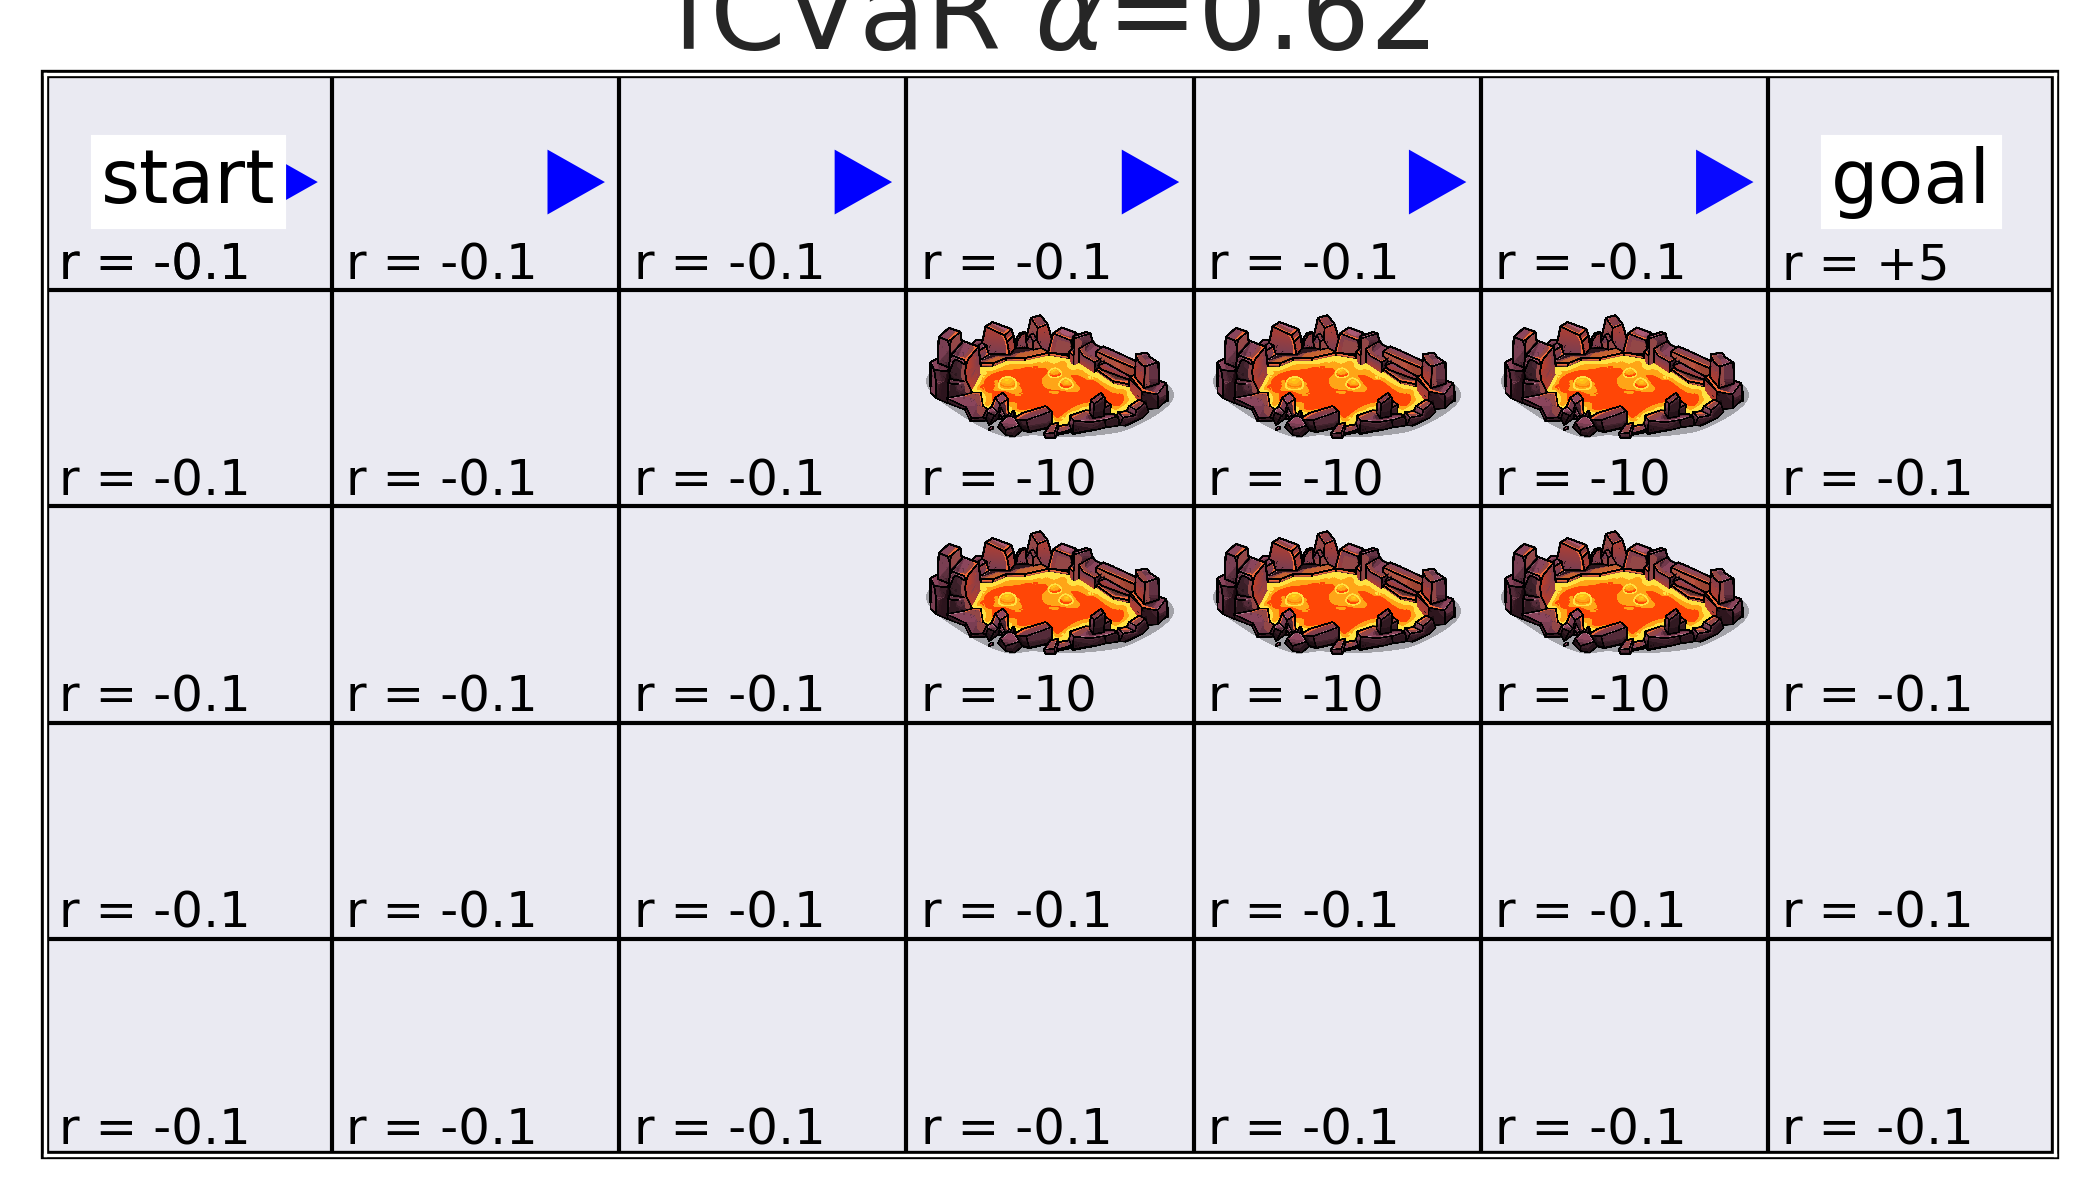 ICVaR α=0.62
start goal
r = -0.1 r = -0.1 r = -0.1 r = -0.1 r = -0.1 r = -0.1 r = +5
r = -0.1 r = -0.1 r = -0.1 r = -10 r = -10 r = -10 r = -0.1
r = -0.1 r = -0.1 r = -0.1 r = -10 r = -10 r = -10 r = -0.1
r = -0.1 r = -0.1 r = -0.1 r = -0.1 r = -0.1 r = -0.1 r = -0.1
r = -0.1 r = -0.1 r = -0.1 r = -0.1 r = -0.1 r = -0.1 r = -0.1